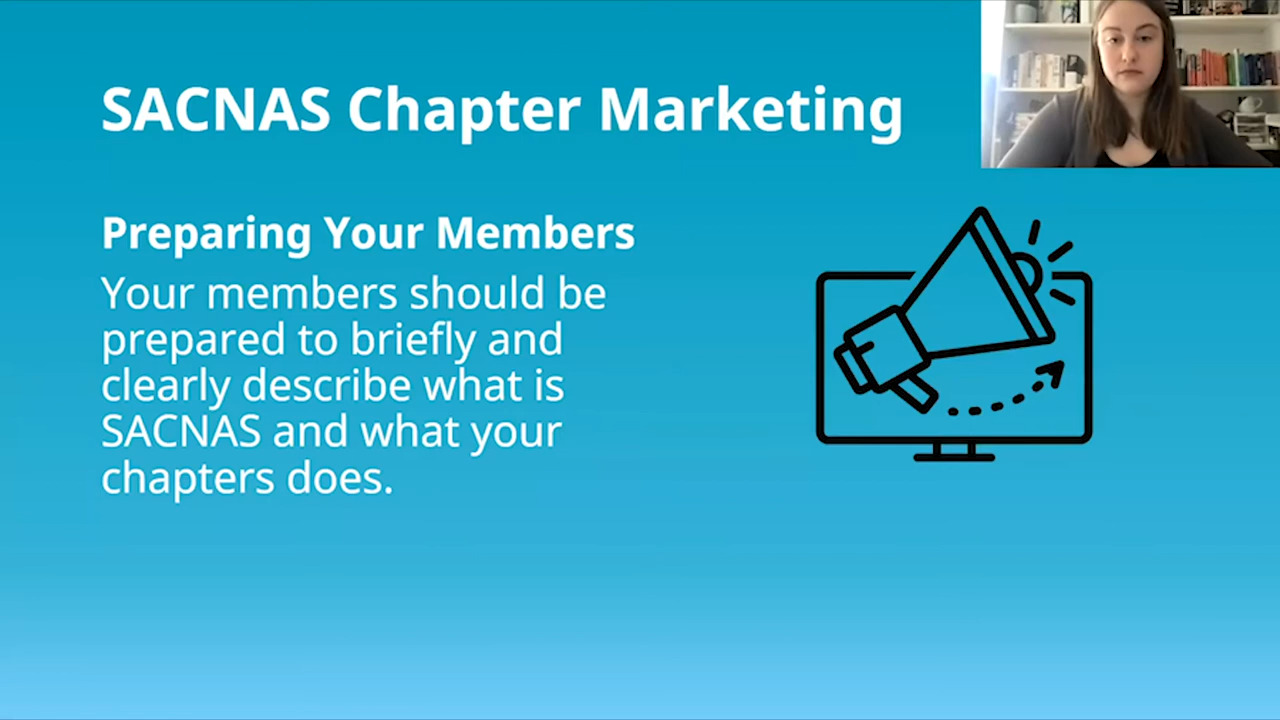 SACNAS Chapter Marketing
Preparing Your Members
Your members should be
prepared to briefly and
clearly describe what is
SACNAS and what your
chapters does.